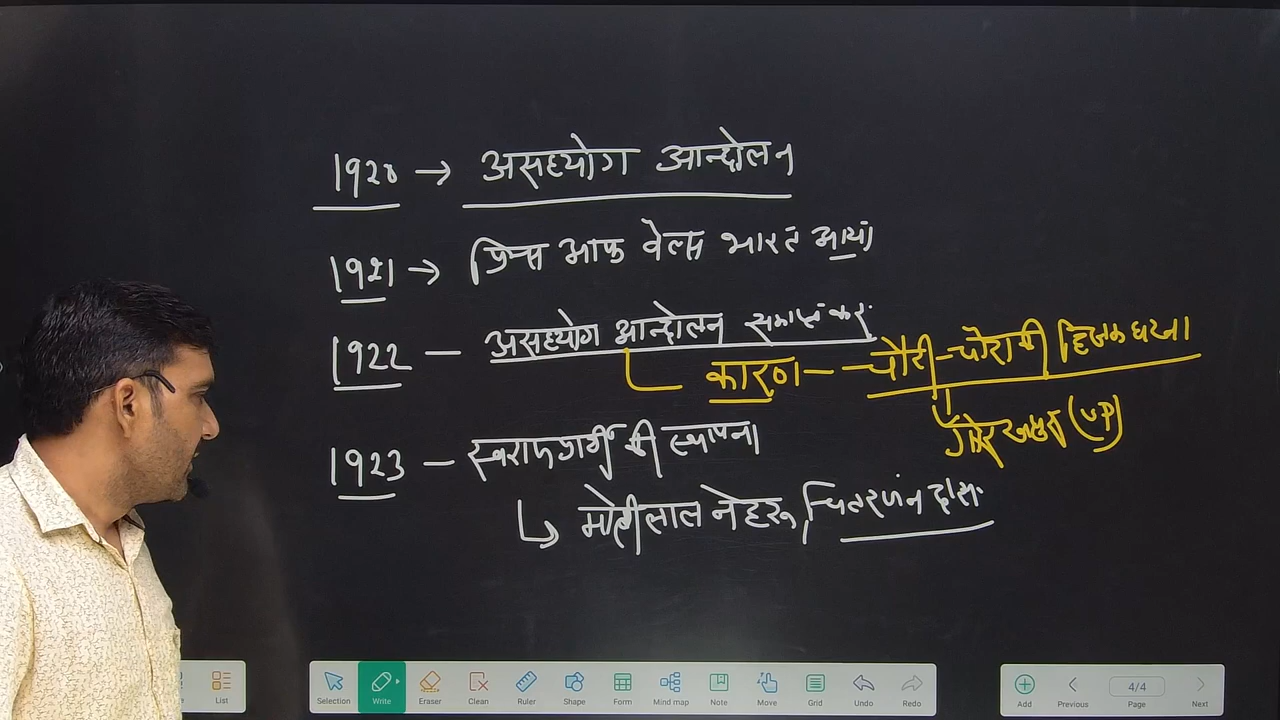 1920 → असहयोग आन्दोलन
1921 → प्रिन्स आफ वेल्स भारत आया
1922 – असहयोग आन्दोलन समाप्त कर
कारण – – चौरी-चोरा की हिंसक घटना
गोरखपुर (UP)
1923 – स्वराज पार्टी की स्थापना
↳ मोतीलाल नेहरू, चितरंजन दास
List
Selection
Write
Eraser
Clean
Ruler
Shape
Form
Mind map
Note
Move
Grid
Undo
Redo
Add
Previous
4/4
Page
Next